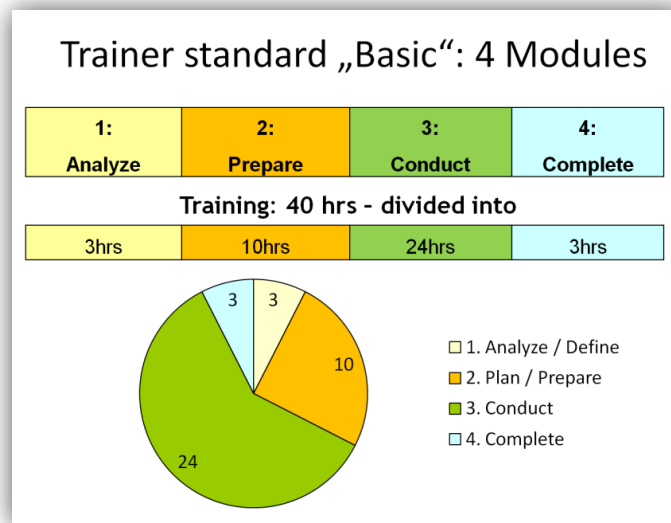 Trainer standard „Basic“: 4 Modules
1: 2: 3: 4:
Analyze Prepare Conduct Complete
Training: 40 hrs - divided into
3hrs 10hrs 24hrs 3hrs
3 3
10
24
1. Analyze / Define
2. Plan / Prepare
3. Conduct
4. Complete